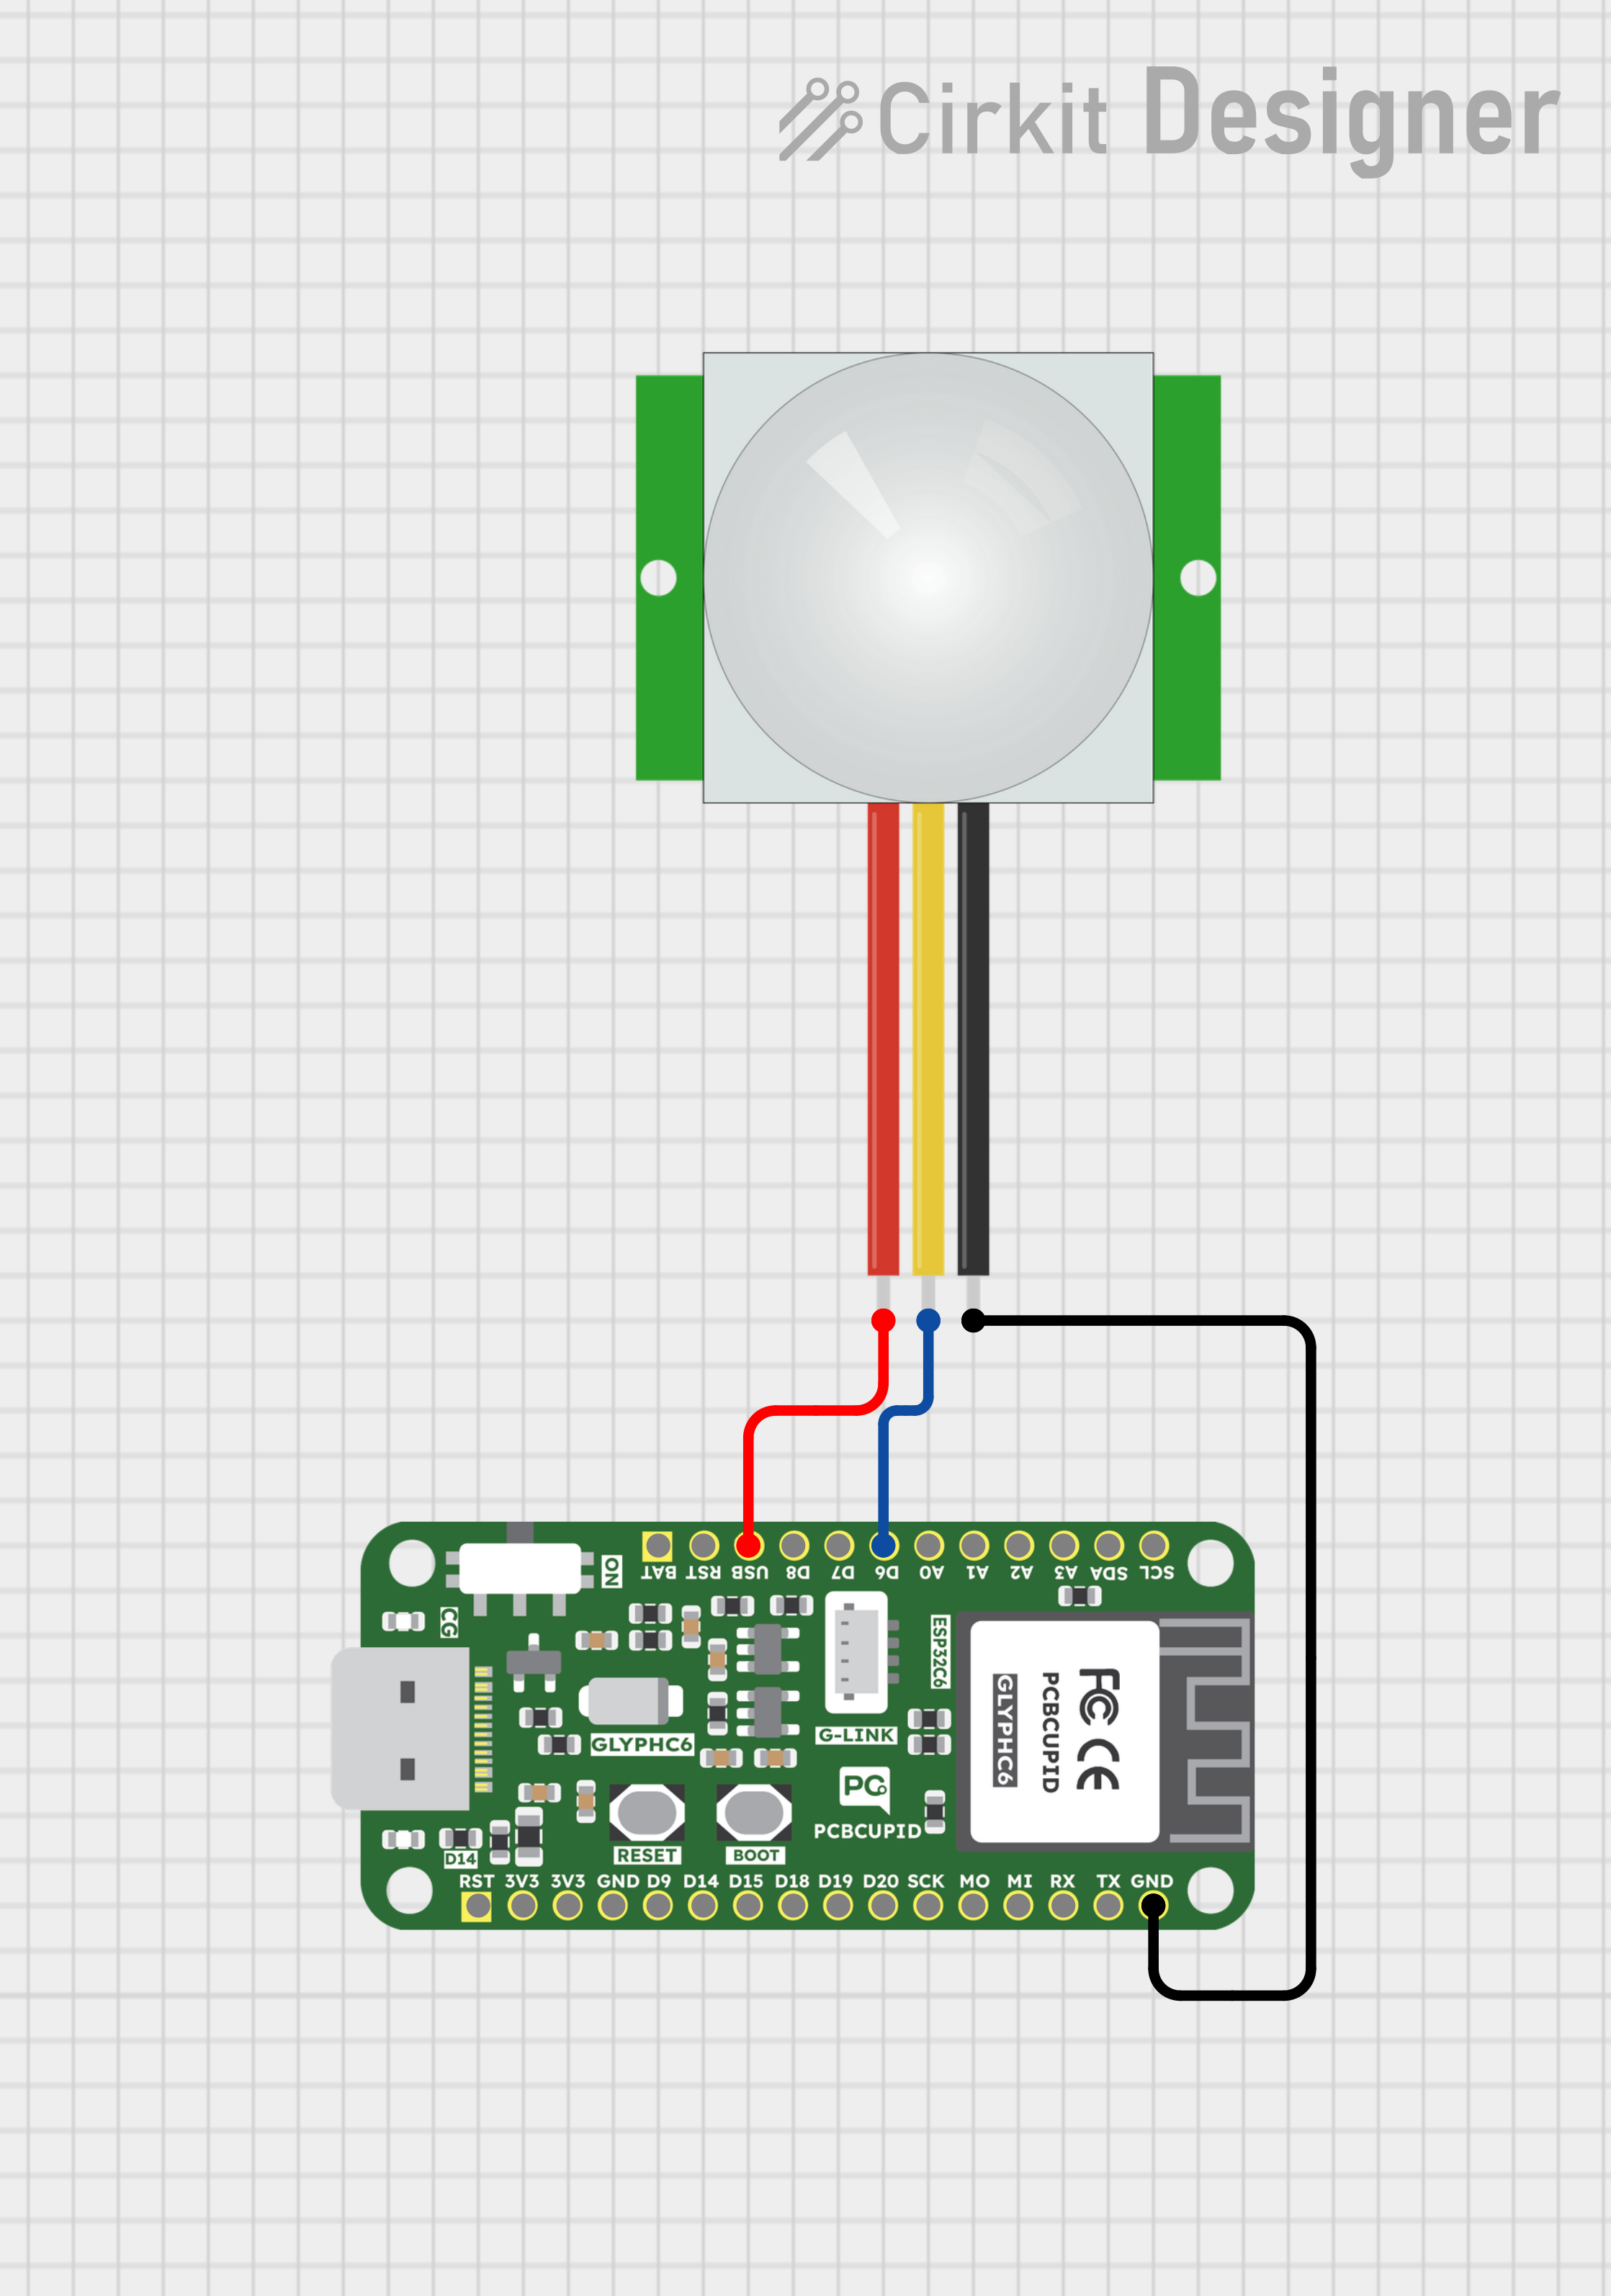 Cirkit Designer
BAT RST USB D8 D7 D6 A0 A1 A2 A3 SDA SCL
ON
CG
ESP32C6
GLYPHC6
PCBCUPID
FC CE
G-LINK
GLYPHC6
PC
PCBCUPID
RESET
BOOT
D14
RST 3V3 3V3 GND D9 D14 D15 D18 D19 D20 SCK MO MI RX TX GND